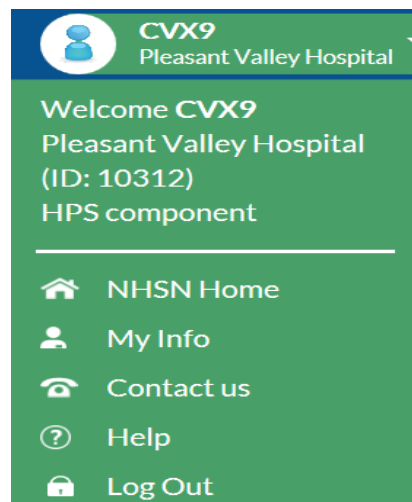 CVX9
Pleasant Valley Hospital
Welcome CVX9
Pleasant Valley Hospital
(ID: 10312)
HPS component
NHSN Home
My Info
Contact us
? Help
Log Out